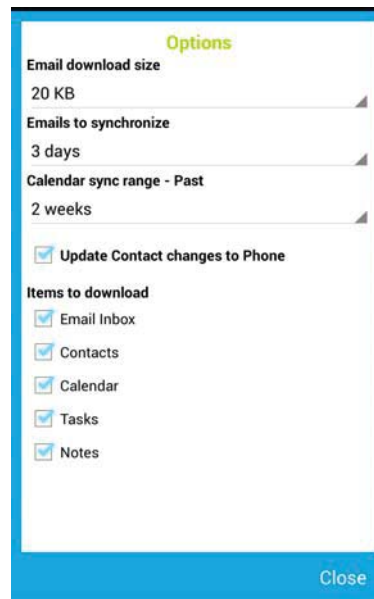 Options
Email download size
20 KB
Emails to synchronize
3 days
Calendar sync range - Past
2 weeks
Update Contact changes to Phone
Items to download
Email Inbox
Contacts
Calendar
Tasks
Notes
Close